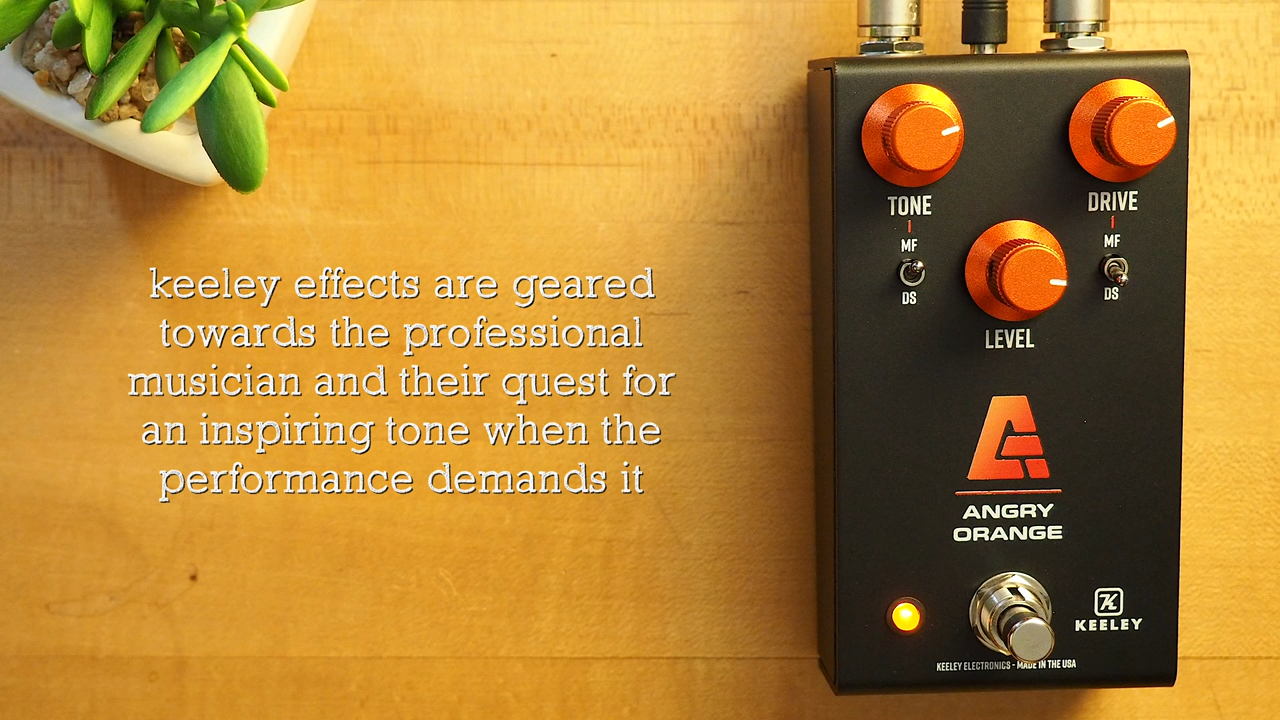 keeley effects are geared
towards the professional
musician and their quest for
an inspiring tone when the
performance demands it
TONE
DRIVE
MF
MF
DS
DS
LEVEL
ANGRY
ORANGE
KEELEY
KEELEY ELECTRONICS - MADE IN THE USA